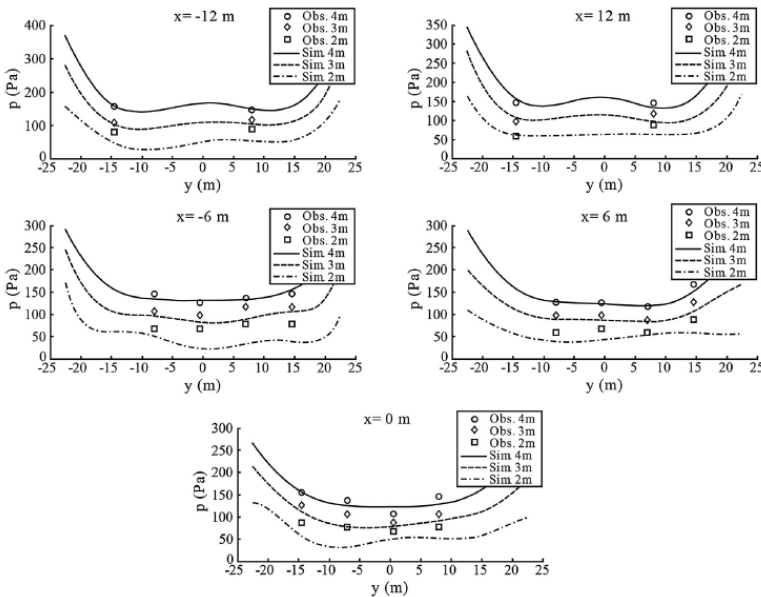 x= -12 m
400
350
300
250
200
150
100
50
0
p (Pa)
-25 -20 -15 -10 -5 0 5 10 15 20 25
y (m)
Obs. 4m
Obs. 3m
Obs. 2m
Sim. 4m
Sim. 3m
Sim. 2m
x= 12 m
350
300
250
200
150
100
50
0
p (Pa)
-25 -20 -15 -10 -5 0 5 10 15 20 25
y (m)
Obs. 4m
Obs. 3m
Obs. 2m
Sim. 4m
Sim. 3m
Sim. 2m
x= -6 m
300
250
200
150
100
50
0
p (Pa)
-25 -20 -15 -10 -5 0 5 10 15 20 25
y (m)
Obs. 4m
Obs. 3m
Obs. 2m
Sim. 4m
Sim. 3m
Sim. 2m
x= 6 m
300
250
200
150
100
50
0
p (Pa)
-25 -20 -15 -10 -5 0 5 10 15 20 25
y (m)
Obs. 4m
Obs. 3m
Obs. 2m
Sim. 4m
Sim. 3m
Sim. 2m
x= 0 m
300
250
200
150
100
50
0
p (Pa)
-25 -20 -15 -10 -5 0 5 10 15 20 25
y (m)
Obs. 4m
Obs. 3m
Obs. 2m
Sim. 4m
Sim. 3m
Sim. 2m